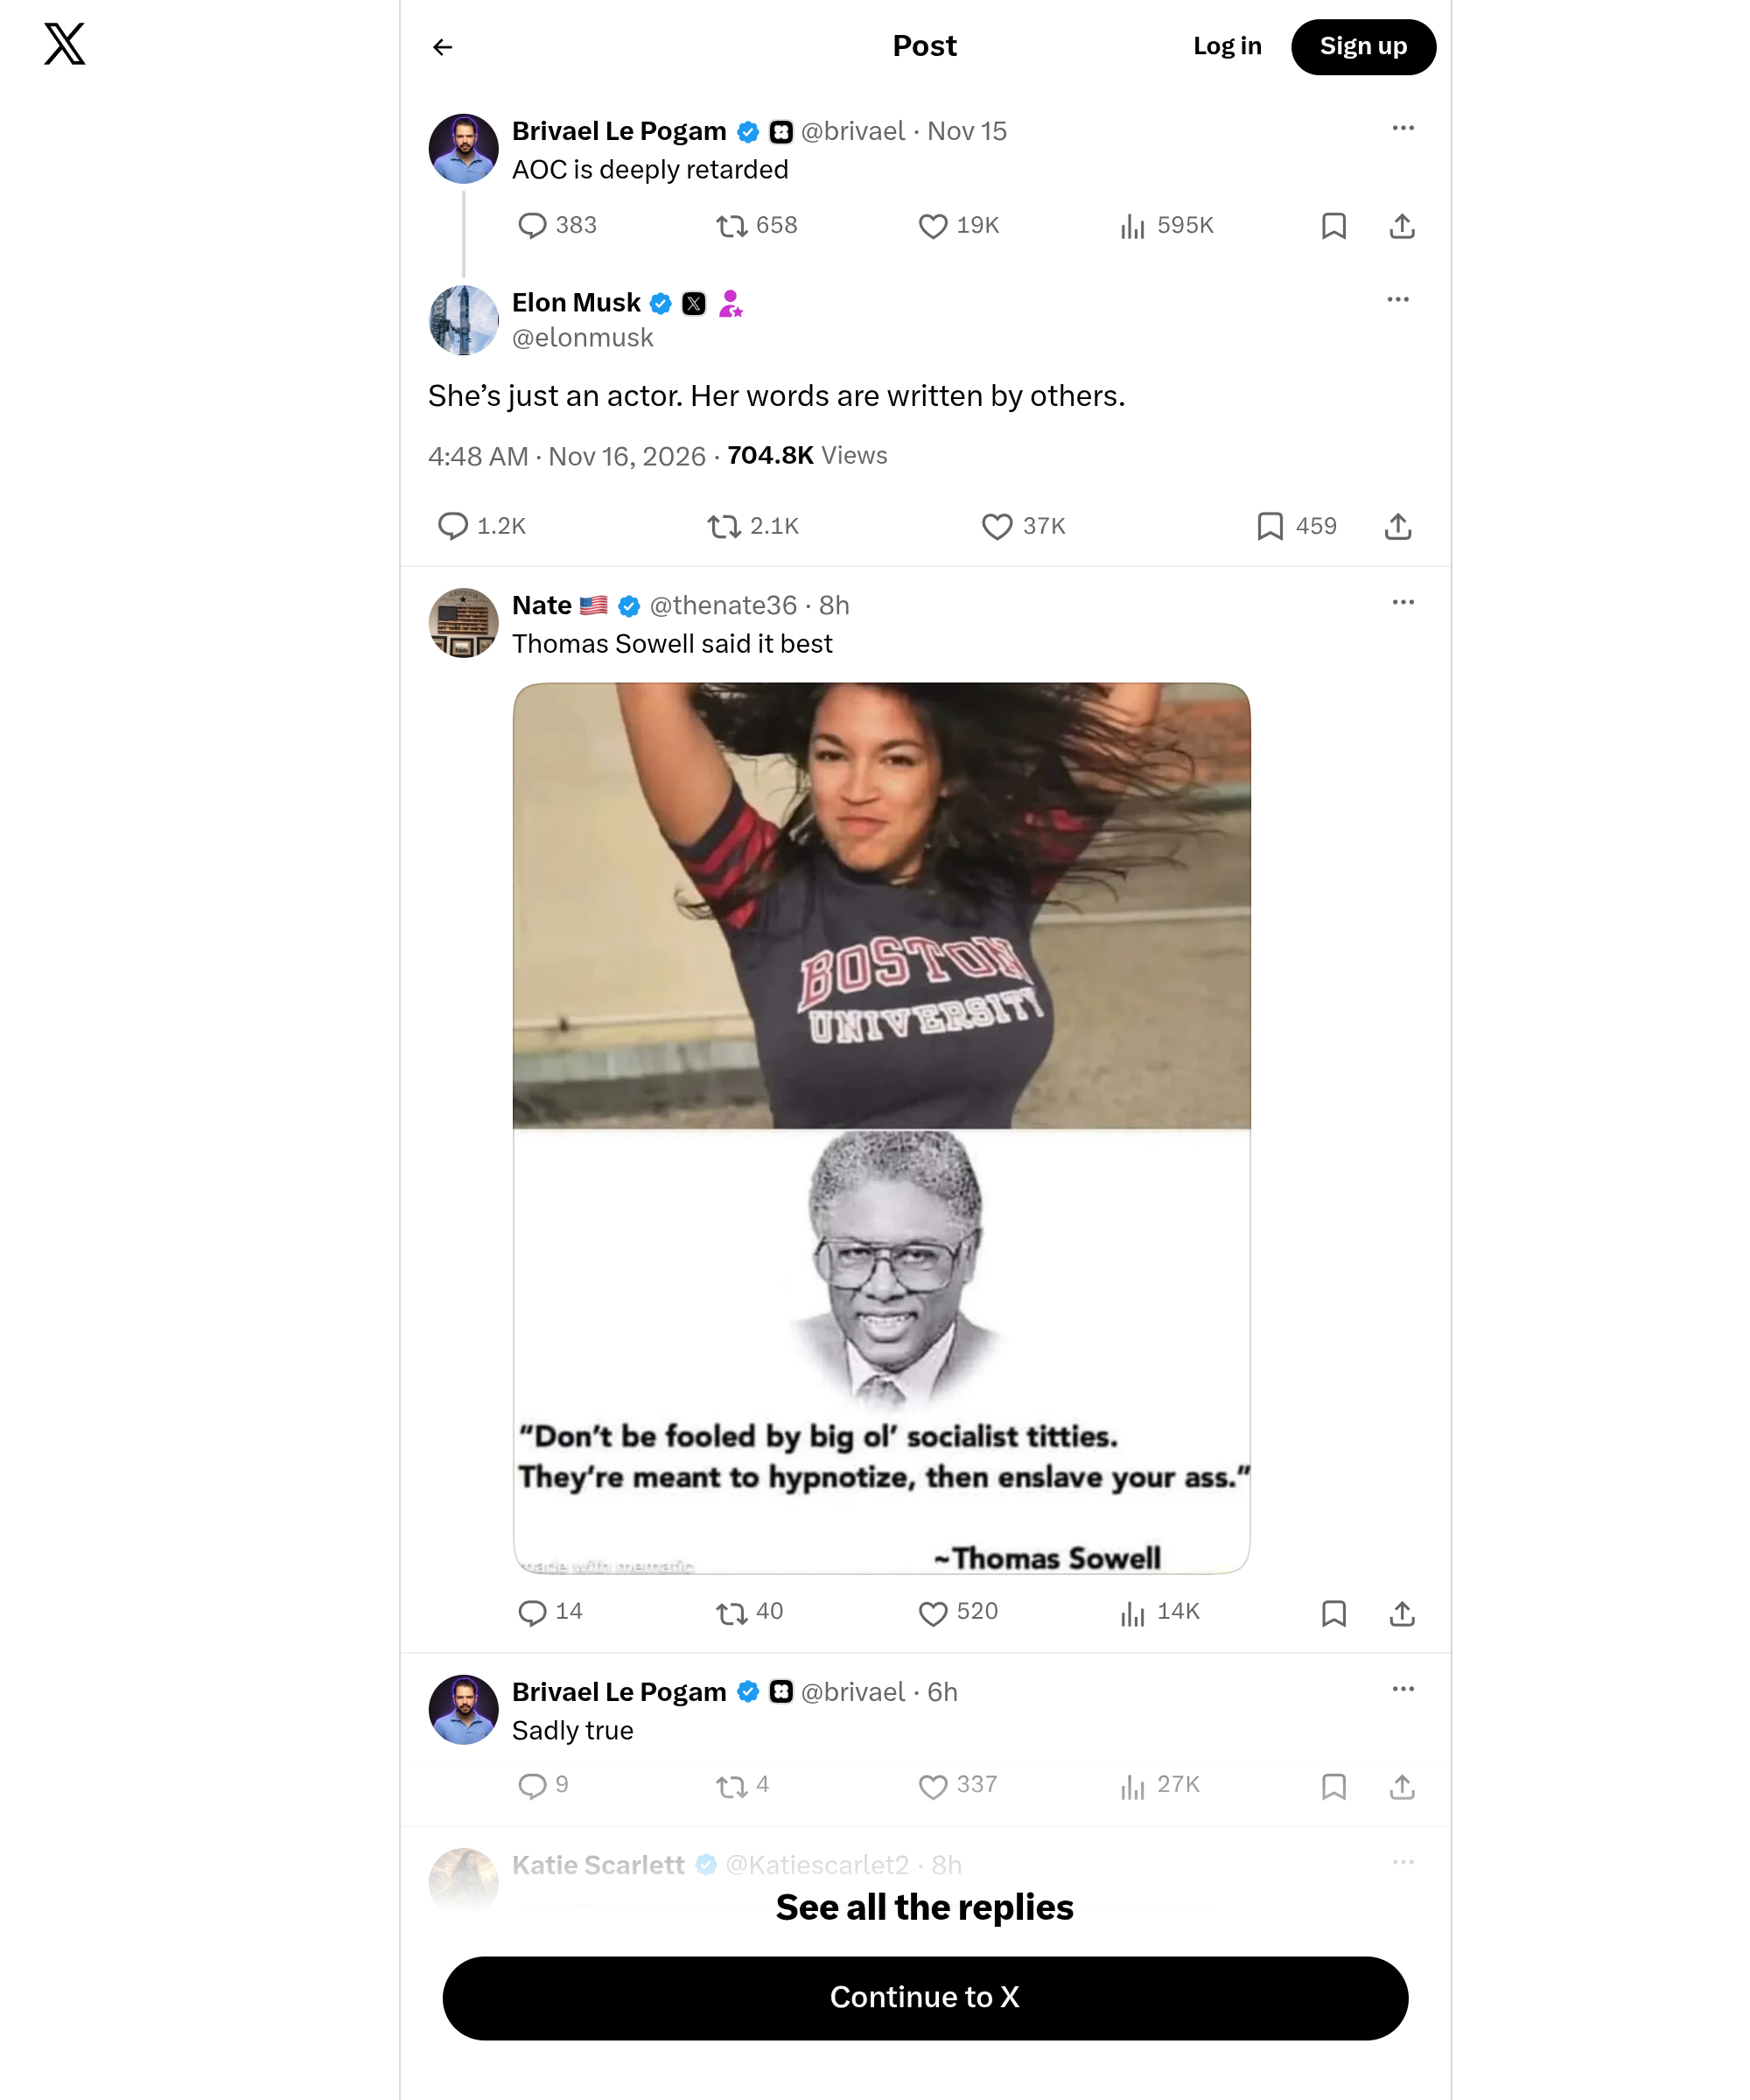 Post
Log in
Sign up
Brivael Le Pogam @brivael · Nov 15
AOC is deeply retarded
383 658 19K 595K
Elon Musk
@elonmusk
She’s just an actor. Her words are written by others.
4:48 AM · Nov 16, 2026 · 704.8K Views
1.2K 2.1K 37K 459
Nate 🇺🇸 @thenate36 · 8h
Thomas Sowell said it best
BOSTON
UNIVERSITY
“Don’t be fooled by big ol’ socialist titties.
They’re meant to hypnotize, then enslave your ass.”
~Thomas Sowell
made with mematic
14 40 520 14K
Brivael Le Pogam @brivael · 6h
Sadly true
9 4 337 27K
Katie Scarlett @Katiescarlet2 · 8h
See all the replies
Continue to X